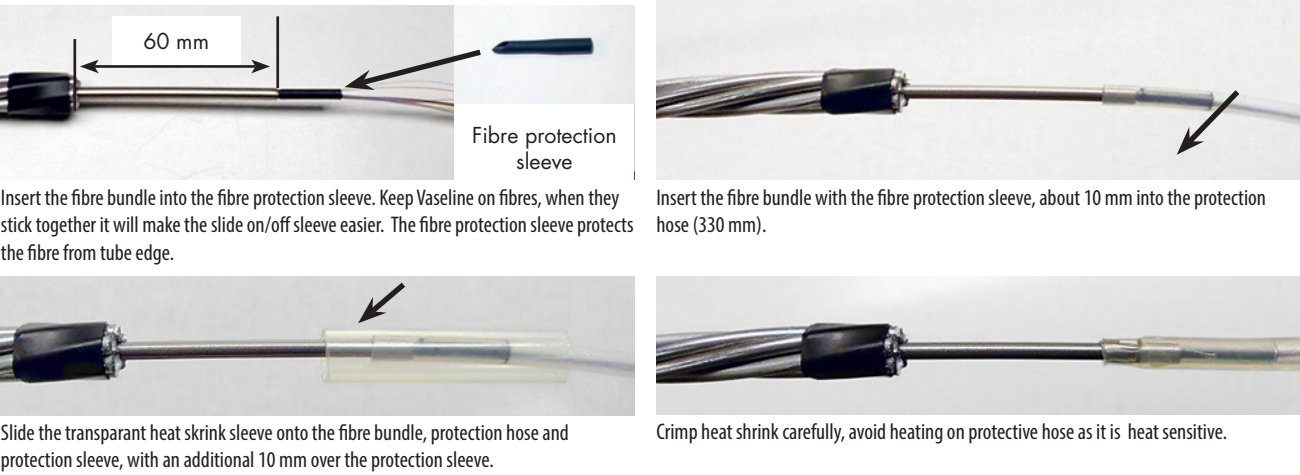 60 mm
Fibre protection
sleeve
Insert the fibre bundle into the fibre protection sleeve. Keep Vaseline on fibres, when they
stick together it will make the slide on/off sleeve easier.  The fibre protection sleeve protects
the fibre from tube edge.
Insert the fibre bundle with the fibre protection sleeve, about 10 mm into the protection
hose (330 mm).
Slide the transparant heat skrink sleeve onto the fibre bundle, protection hose and
protection sleeve, with an additional 10 mm over the protection sleeve.
Crimp heat shrink carefully, avoid heating on protective hose as it is  heat sensitive.